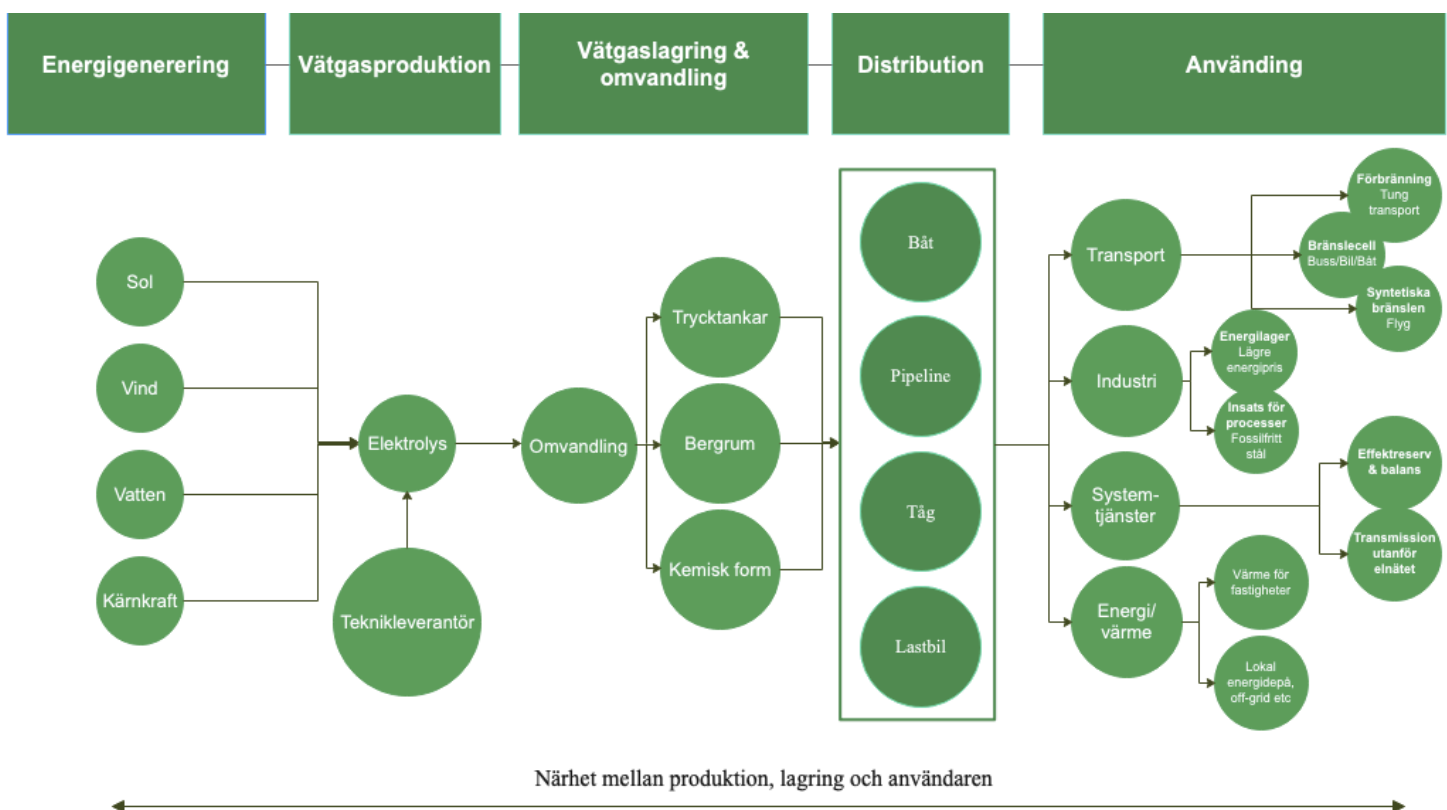 Energigenerering
Vätgasproduktion
Vätgaslagring &
omvandling
Distribution
Använding
Sol
Vind
Vatten
Kärnkraft
Elektrolys
Teknikleverantör
Omvandling
Trycktankar
Bergrum
Kemisk form
Båt
Pipeline
Tåg
Lastbil
Transport
Industri
System-
tjänster
Energi/
värme
Förbränning
Tung
transport
Bränslecell
Buss/Bil/Båt
Syntetiska
bränslen
Flyg
Energilager
Lägre
energipris
Insats för
processer
Fossilfritt
stål
Effektreserv
& balans
Transmission
utanför
elnätet
Värme för
fastigheter
Lokal
energidepå,
off-grid etc
Närhet mellan produktion, lagring och användaren